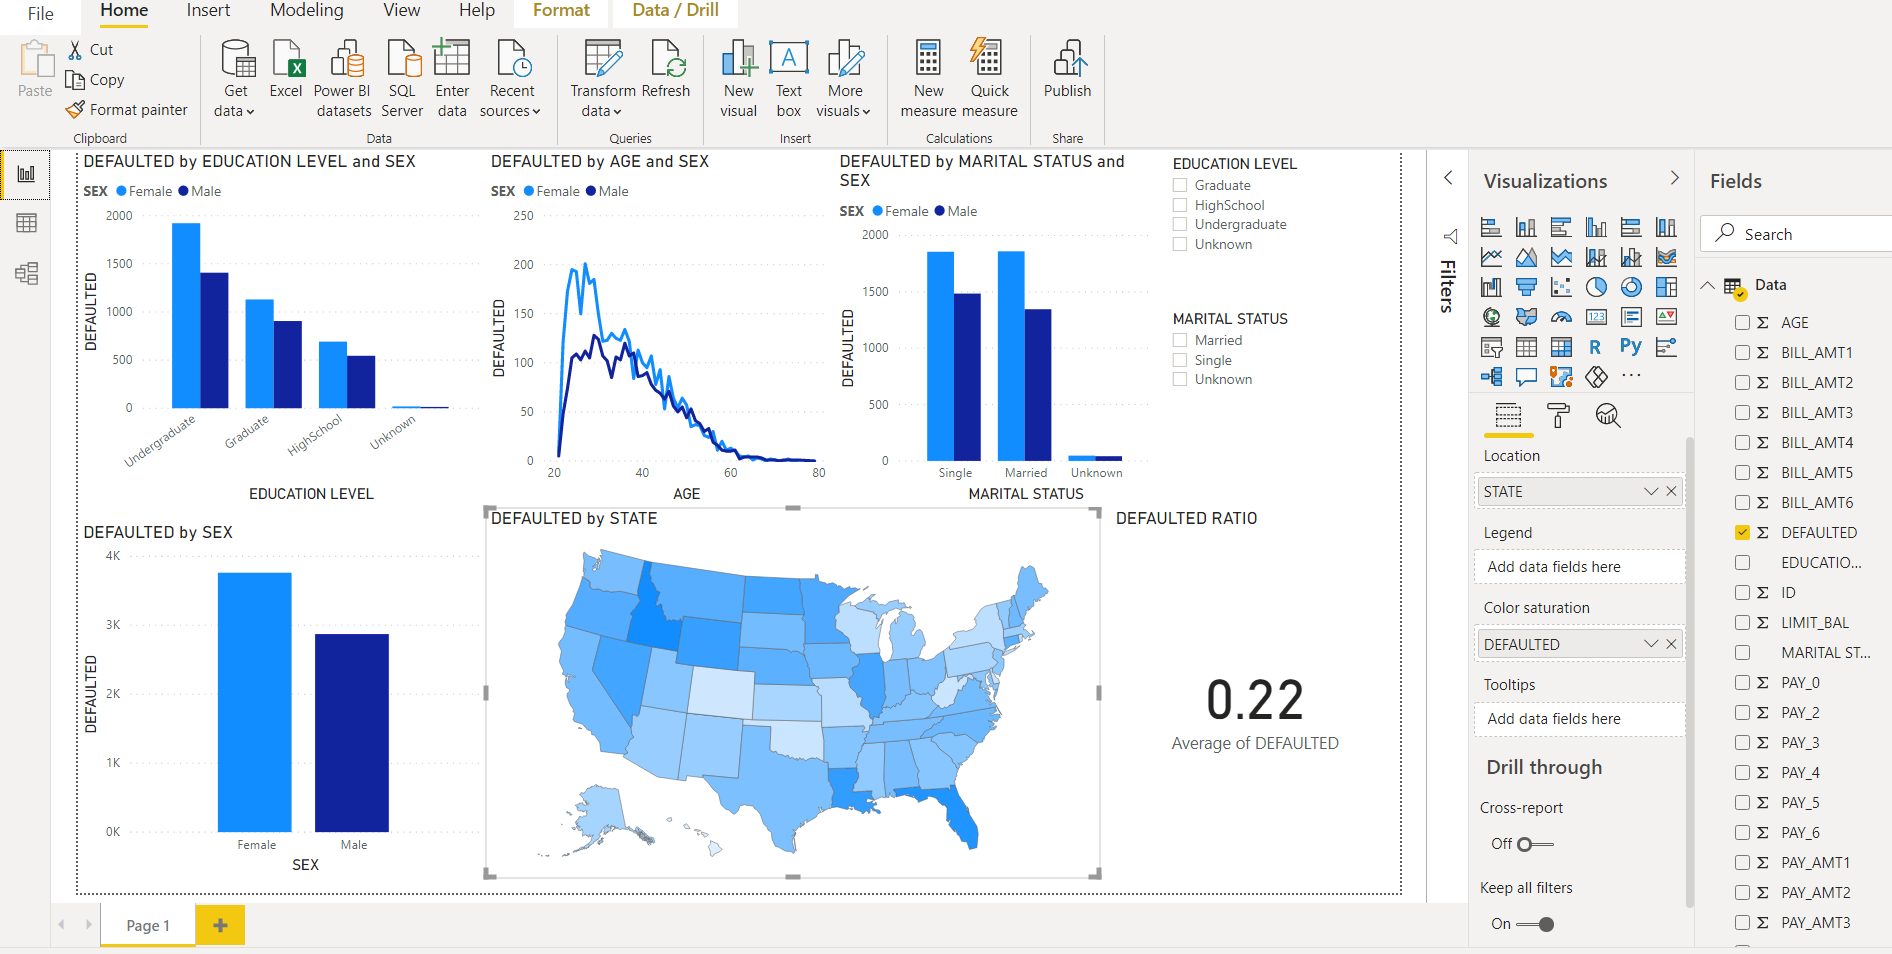 File Home Insert Modeling View Help Format Data / Drill
Paste
Cut
Copy
Format painter
Clipboard
Get data
Excel
Power BI datasets
SQL Server
Enter data
Recent sources
Data
Transform data
Refresh
Queries
New visual
Text box
More visuals
Insert
New measure
Quick measure
Calculations
Publish
Share
DEFAULTED by EDUCATION LEVEL and SEX
SEX Female Male
2000
1500
1000
500
0
DEFAULTED
Undergraduate Graduate HighSchool Unknown
EDUCATION LEVEL
DEFAULTED by AGE and SEX
SEX Female Male
250
200
150
100
50
0
DEFAULTED
20 40 60 80
AGE
DEFAULTED by MARITAL STATUS and
SEX
SEX Female Male
2000
1500
1000
500
0
DEFAULTED
Single Married Unknown
MARITAL STATUS
EDUCATION LEVEL
Graduate
HighSchool
Undergraduate
Unknown
MARITAL STATUS
Married
Single
Unknown
DEFAULTED by SEX
4K
3K
2K
1K
0K
DEFAULTED
Female Male
SEX
DEFAULTED by STATE
DEFAULTED RATIO
0.22
Average of DEFAULTED
Page 1
Filters
Visualizations
123
R Py
Location
STATE
Legend
Add data fields here
Color saturation
DEFAULTED
Tooltips
Add data fields here
Drill through
Cross-report
Off
Keep all filters
On
Fields
Search
Data
Σ AGE
Σ BILL_AMT1
Σ BILL_AMT2
Σ BILL_AMT3
Σ BILL_AMT4
Σ BILL_AMT5
Σ BILL_AMT6
Σ DEFAULTED
EDUCATIO...
Σ ID
Σ LIMIT_BAL
MARITAL ST...
Σ PAY_0
Σ PAY_2
Σ PAY_3
Σ PAY_4
Σ PAY_5
Σ PAY_6
Σ PAY_AMT1
Σ PAY_AMT2
Σ PAY_AMT3